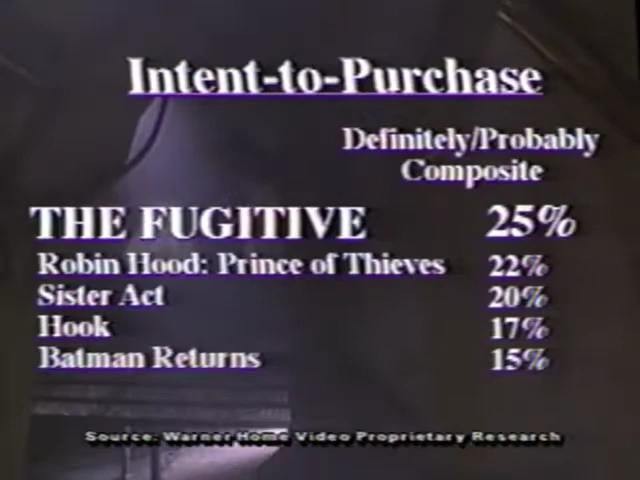 Intent-to-Purchase
Definitely/Probably
Composite
THE FUGITIVE 25%
Robin Hood: Prince of Thieves 22%
Sister Act 20%
Hook 17%
Batman Returns 15%
Source: Warner Home Video Proprietary Research